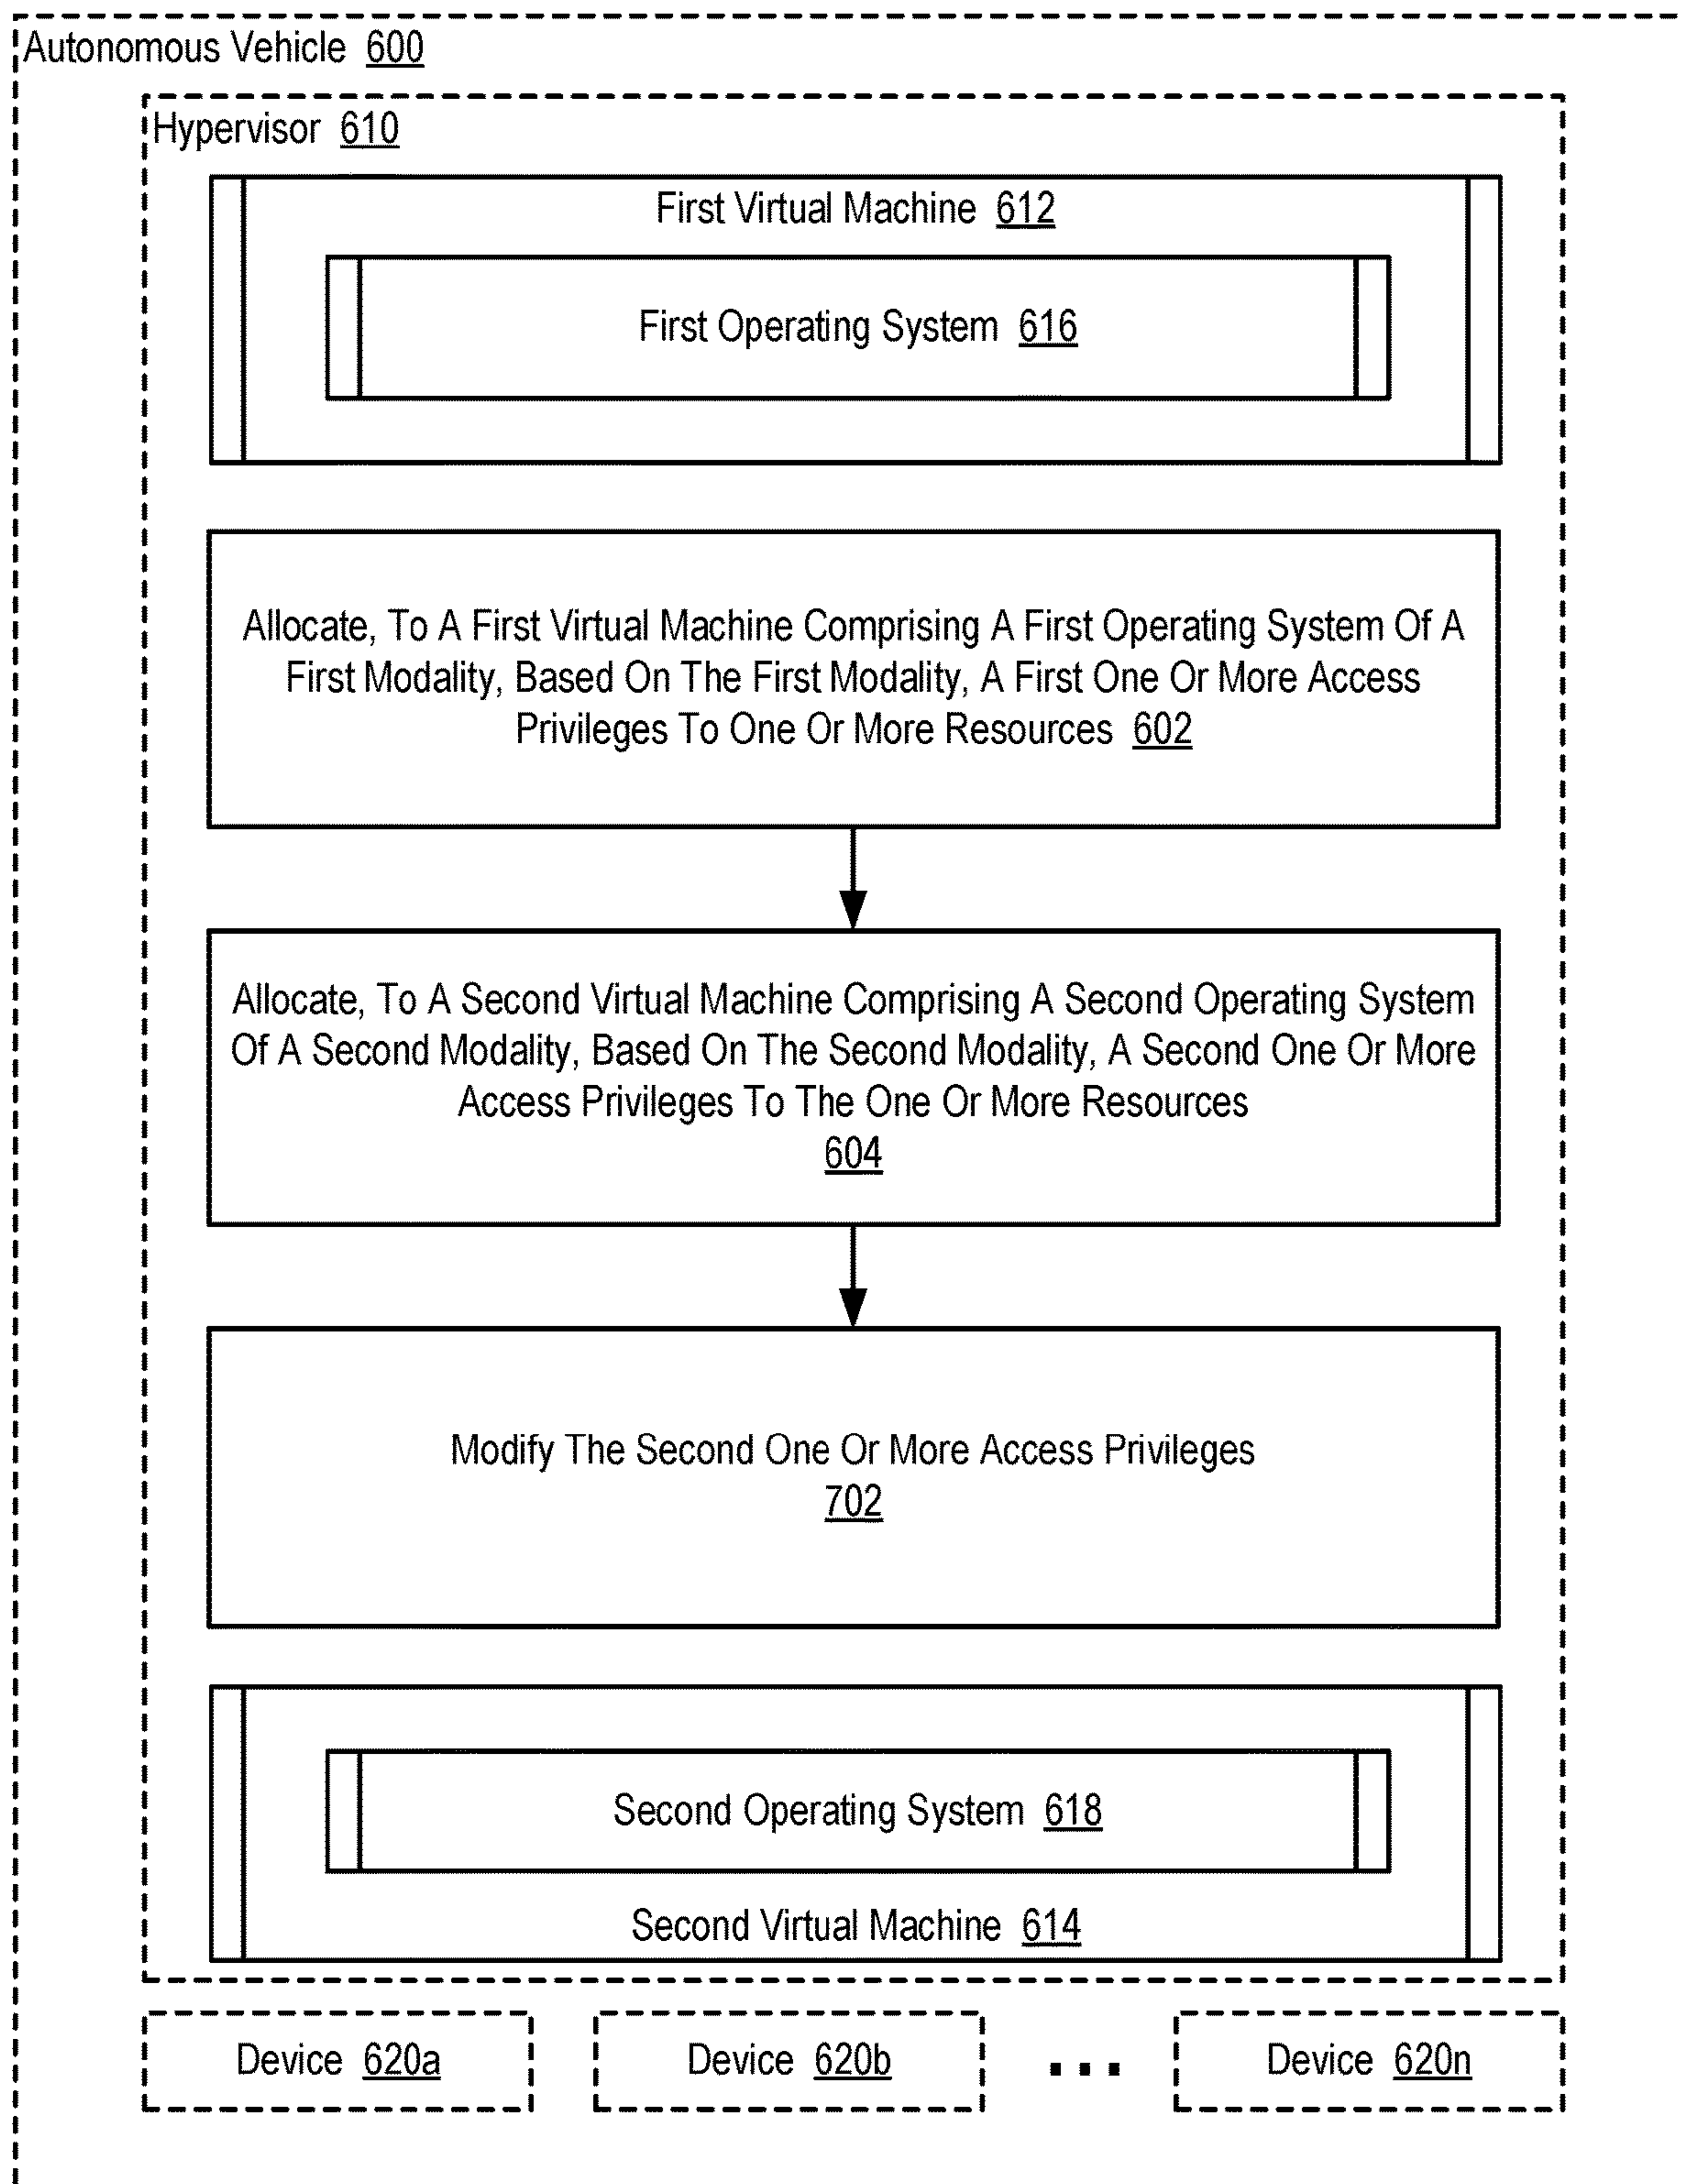 Autonomous Vehicle 600
Hypervisor 610
First Virtual Machine 612
First Operating System 616
Allocate, To A First Virtual Machine Comprising A First Operating System Of A
First Modality, Based On The First Modality, A First One Or More Access
Privileges To One Or More Resources 602
Allocate, To A Second Virtual Machine Comprising A Second Operating System
Of A Second Modality, Based On The Second Modality, A Second One Or More
Access Privileges To The One Or More Resources
604
Modify The Second One Or More Access Privileges
702
Second Operating System 618
Second Virtual Machine 614
Device 620a Device 620b ... Device 620n